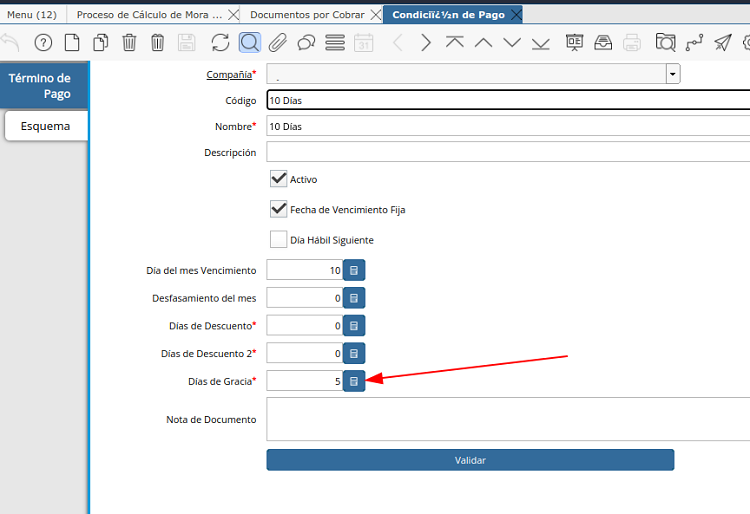 Menu (12)
Proceso de Cálculo de Mora ...
Documentos por Cobrar
Condiciï¿½n de Pago
31
Término de
Pago
Esquema
Compañía*
.
Código
10 Días
Nombre*
10 Días
Descripción
Activo
Fecha de Vencimiento Fija
Día Hábil Siguiente
Día del mes Vencimiento
10
Desfasamiento del mes
0
Días de Descuento*
0
Días de Descuento 2*
0
Días de Gracia*
5
Nota de Documento
Validar